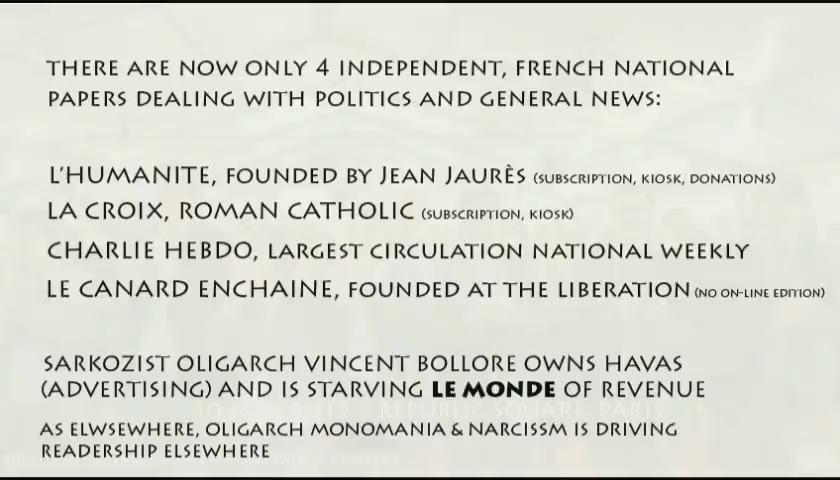 THERE ARE NOW ONLY 4 INDEPENDENT, FRENCH NATIONAL
PAPERS DEALING WITH POLITICS AND GENERAL NEWS:
L'HUMANITE, FOUNDED BY JEAN JAURÈS (SUBSCRIPTION, KIOSK, DONATIONS)
LA CROIX, ROMAN CATHOLIC (SUBSCRIPTION, KIOSK)
CHARLIE HEBDO, LARGEST CIRCULATION NATIONAL WEEKLY
LE CANARD ENCHAINE, FOUNDED AT THE LIBERATION (NO ON-LINE EDITION)
SARKOZIST OLIGARCH VINCENT BOLLORE OWNS HAVAS
(ADVERTISING) AND IS STARVING LE MONDE OF REVENUE
REPUBLIC SQUARE, PARIS
AS ELWSEWHERE, OLIGARCH MONOMANIA & NARCISSM IS DRIVING
READERSHIP ELSEWHERE